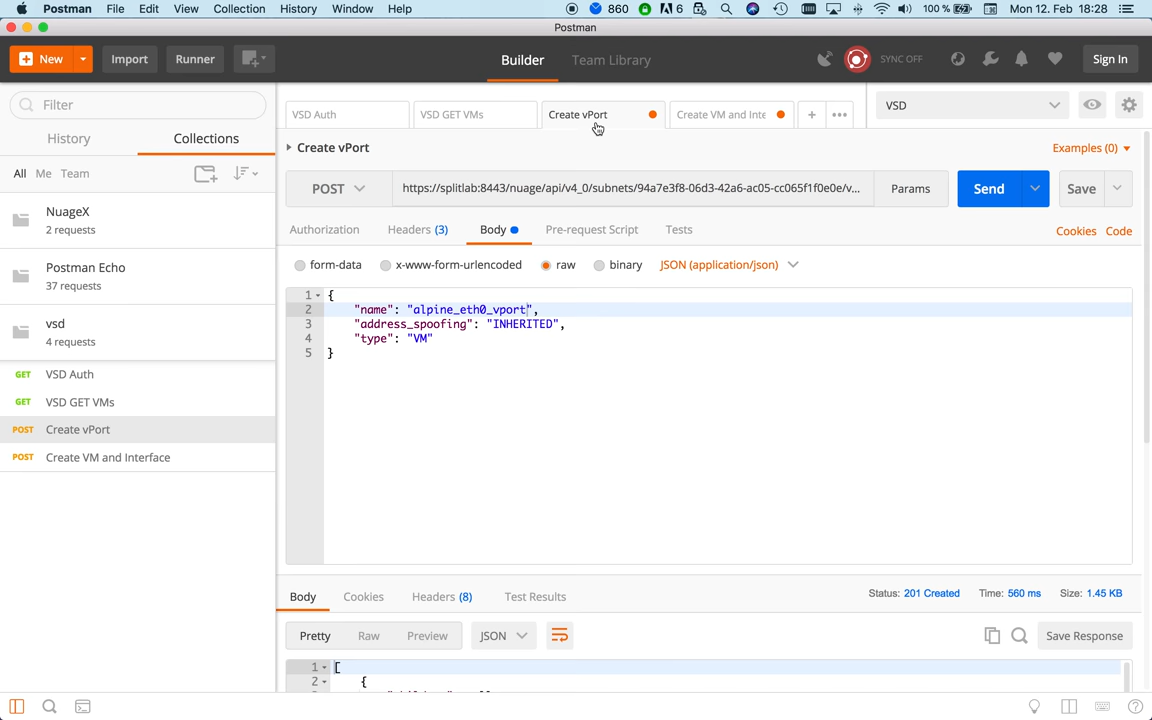 Postman File Edit View Collection History Window Help 860 6 100 % Mon 12. Feb 18:28
Postman
New Import Runner Builder Team Library SYNC OFF Sign In
Filter
History Collections
All Me Team
NuageX
2 requests
Postman Echo
37 requests
vsd
4 requests
GET VSD Auth
GET VSD GET VMs
POST Create vPort
POST Create VM and Interface
VSD Auth VSD GET VMs Create vPort Create VM and Inte + ••• VSD
Create vPort Examples (0)
POST https://splitlab:8443/nuage/api/v4_0/subnets/94a7e3f8-06d3-42a6-ac05-cc065f1f0e0e/v... Params Send Save
Authorization Headers (3) Body Pre-request Script Tests Cookies Code
form-data x-www-form-urlencoded raw binary JSON (application/json)
1 {
2 "name": "alpine_eth0_vport",
3 "address_spoofing": "INHERITED",
4 "type": "VM"
5 }
Body Cookies Headers (8) Test Results Status: 201 Created Time: 560 ms Size: 1.45 KB
Pretty Raw Preview JSON Save Response
1 [
2 {